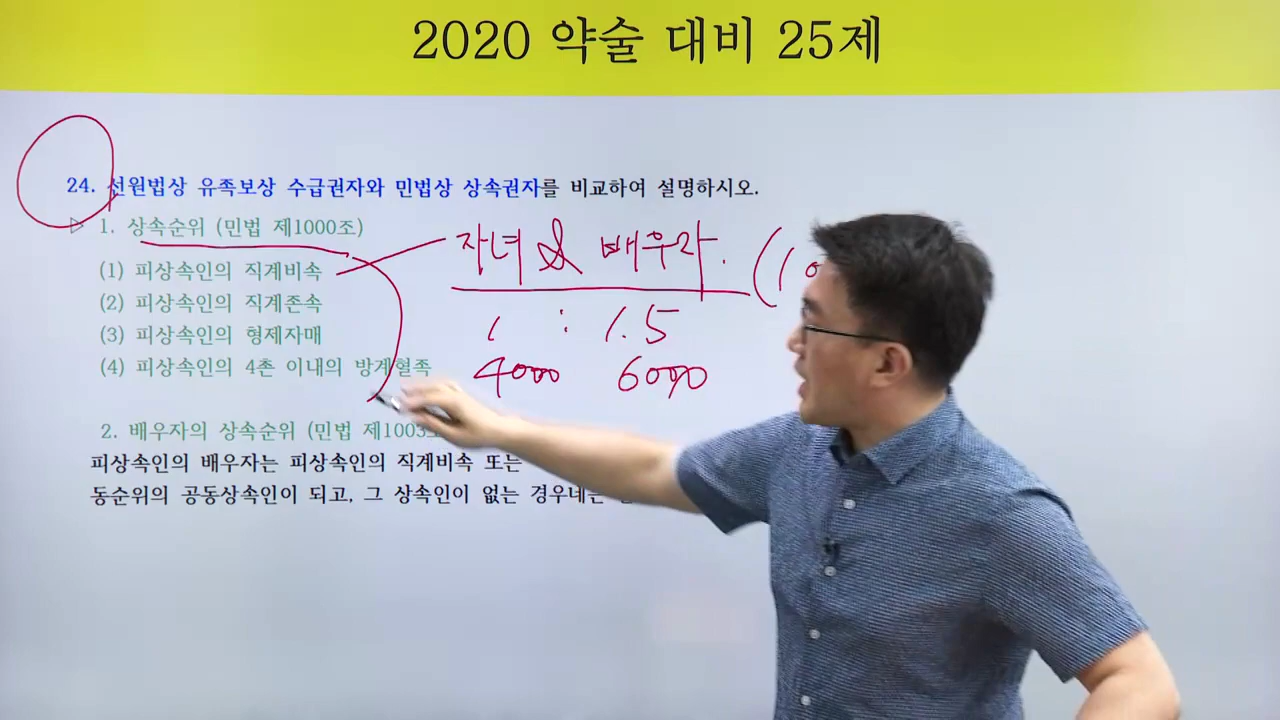 2020 약술 대비 25제
24. 선원법상 유족보상 수급권자와 민법상 상속권자를 비교하여 설명하시오.
▷ 1. 상속순위 (민법 제1000조)
(1) 피상속인의 직계비속
(2) 피상속인의 직계존속
(3) 피상속인의 형제자매
(4) 피상속인의 4촌 이내의 방계혈족
자녀 & 배우자. (1
1 : 1.5
4000 6000
2. 배우자의 상속순위 (민법 제1003
피상속인의 배우자는 피상속인의 직계비속 또는
동순위의 공동상속인이 되고, 그 상속인이 없는 경우네는